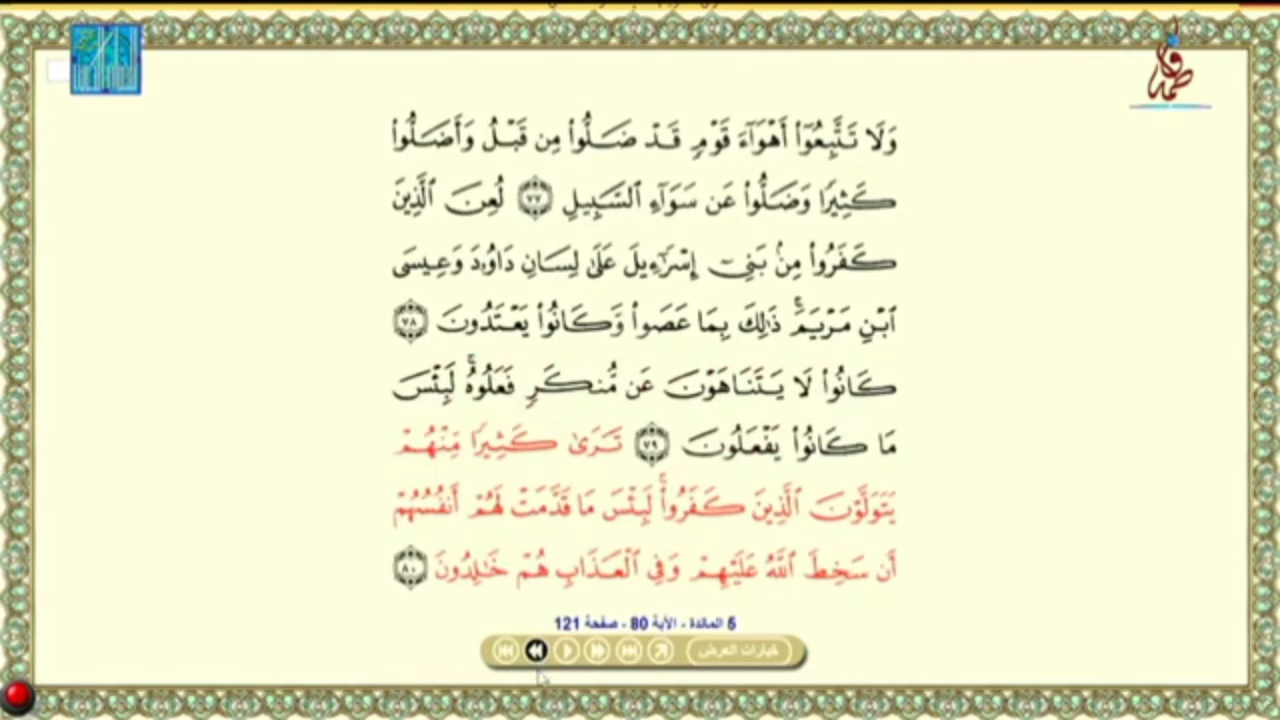 وَلَا تَتَّبِعُوٓا۟ أَهْوَآءَ قَوْمٍ قَدْ ضَلُّوا۟ مِن قَبْلُ وَأَضَلُّوا۟
كَثِيرًا وَضَلُّوا۟ عَن سَوَآءِ ٱلسَّبِيلِ ٧٧ لُعِنَ ٱلَّذِينَ
كَفَرُوا۟ مِنۢ بَنِىٓ إِسْرَٰٓءِيلَ عَلَىٰ لِسَانِ دَاوُۥدَ وَعِيسَى
ٱبْنِ مَرْيَمَ ۚ ذَٰلِكَ بِمَا عَصَوا۟ وَّكَانُوا۟ يَعْتَدُونَ ٧٨
كَانُوا۟ لَا يَتَنَاهَوْنَ عَن مُّنكَرٍ فَعَلُوهُ ۚ لَبِئْسَ
مَا كَانُوا۟ يَفْعَلُونَ ٧٩ تَرَىٰ كَثِيرًا مِّنْهُمْ
يَتَوَلَّوْنَ ٱلَّذِينَ كَفَرُوا۟ ۚ لَبِئْسَ مَا قَدَّمَتْ لَهُمْ أَنفُسُهُمْ
أَن سَخِطَ ٱللَّهُ عَلَيْهِمْ وَفِى ٱلْعَذَابِ هُمْ خَٰلِدُونَ ٨٠
5 المائدة - الآية 80 - صفحة 121
خيارات العرض